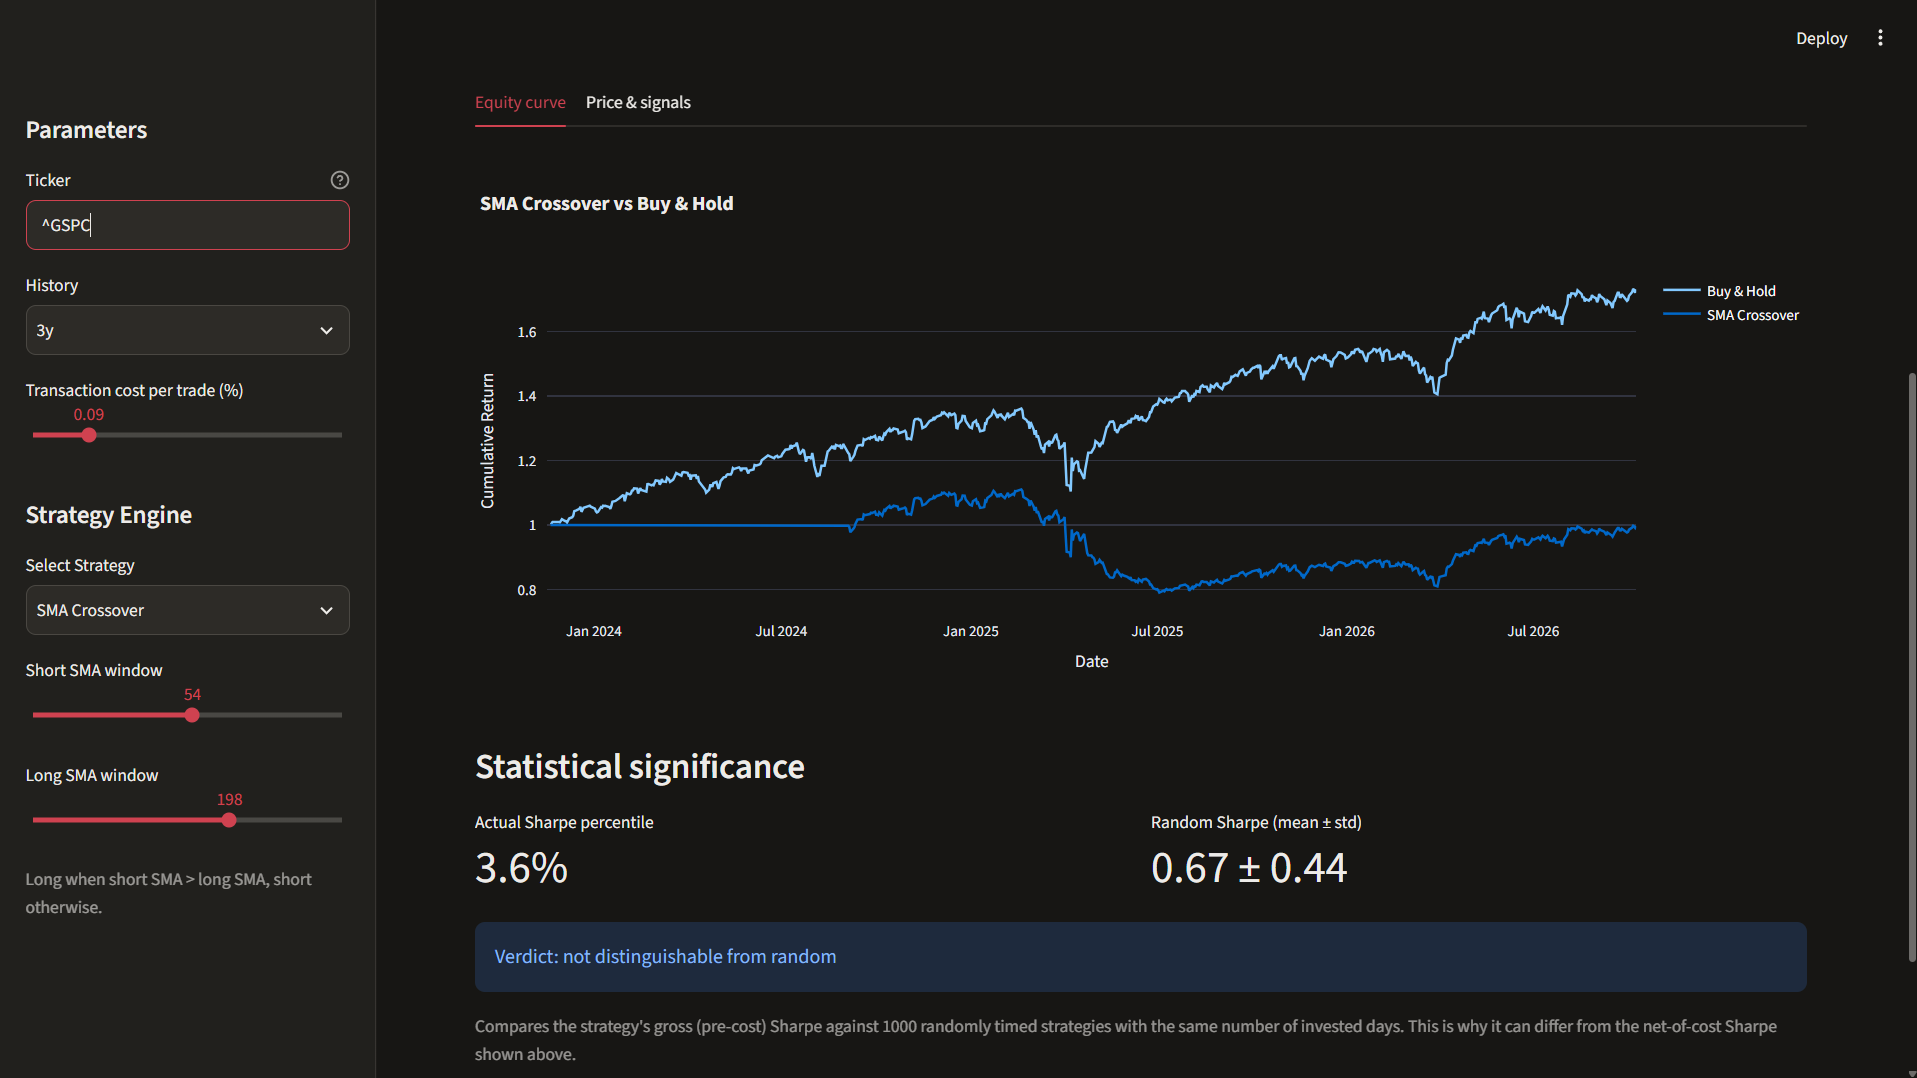 Deploy
Parameters
Ticker
^GSPC
History
3y
Transaction cost per trade (%)
0.09
Strategy Engine
Select Strategy
SMA Crossover
Short SMA window
54
Long SMA window
198
Long when short SMA > long SMA, short
otherwise.
Equity curve
Price & signals
SMA Crossover vs Buy & Hold
Buy & Hold
SMA Crossover
Cumulative Return
1.6
1.4
1.2
1
0.8
Jan 2024
Jul 2024
Jan 2025
Jul 2025
Jan 2026
Jul 2026
Date
Statistical significance
Actual Sharpe percentile
3.6%
Random Sharpe (mean ± std)
0.67 ± 0.44
Verdict: not distinguishable from random
Compares the strategy's gross (pre-cost) Sharpe against 1000 randomly timed strategies with the same number of invested days. This is why it can differ from the net-of-cost Sharpe
shown above.